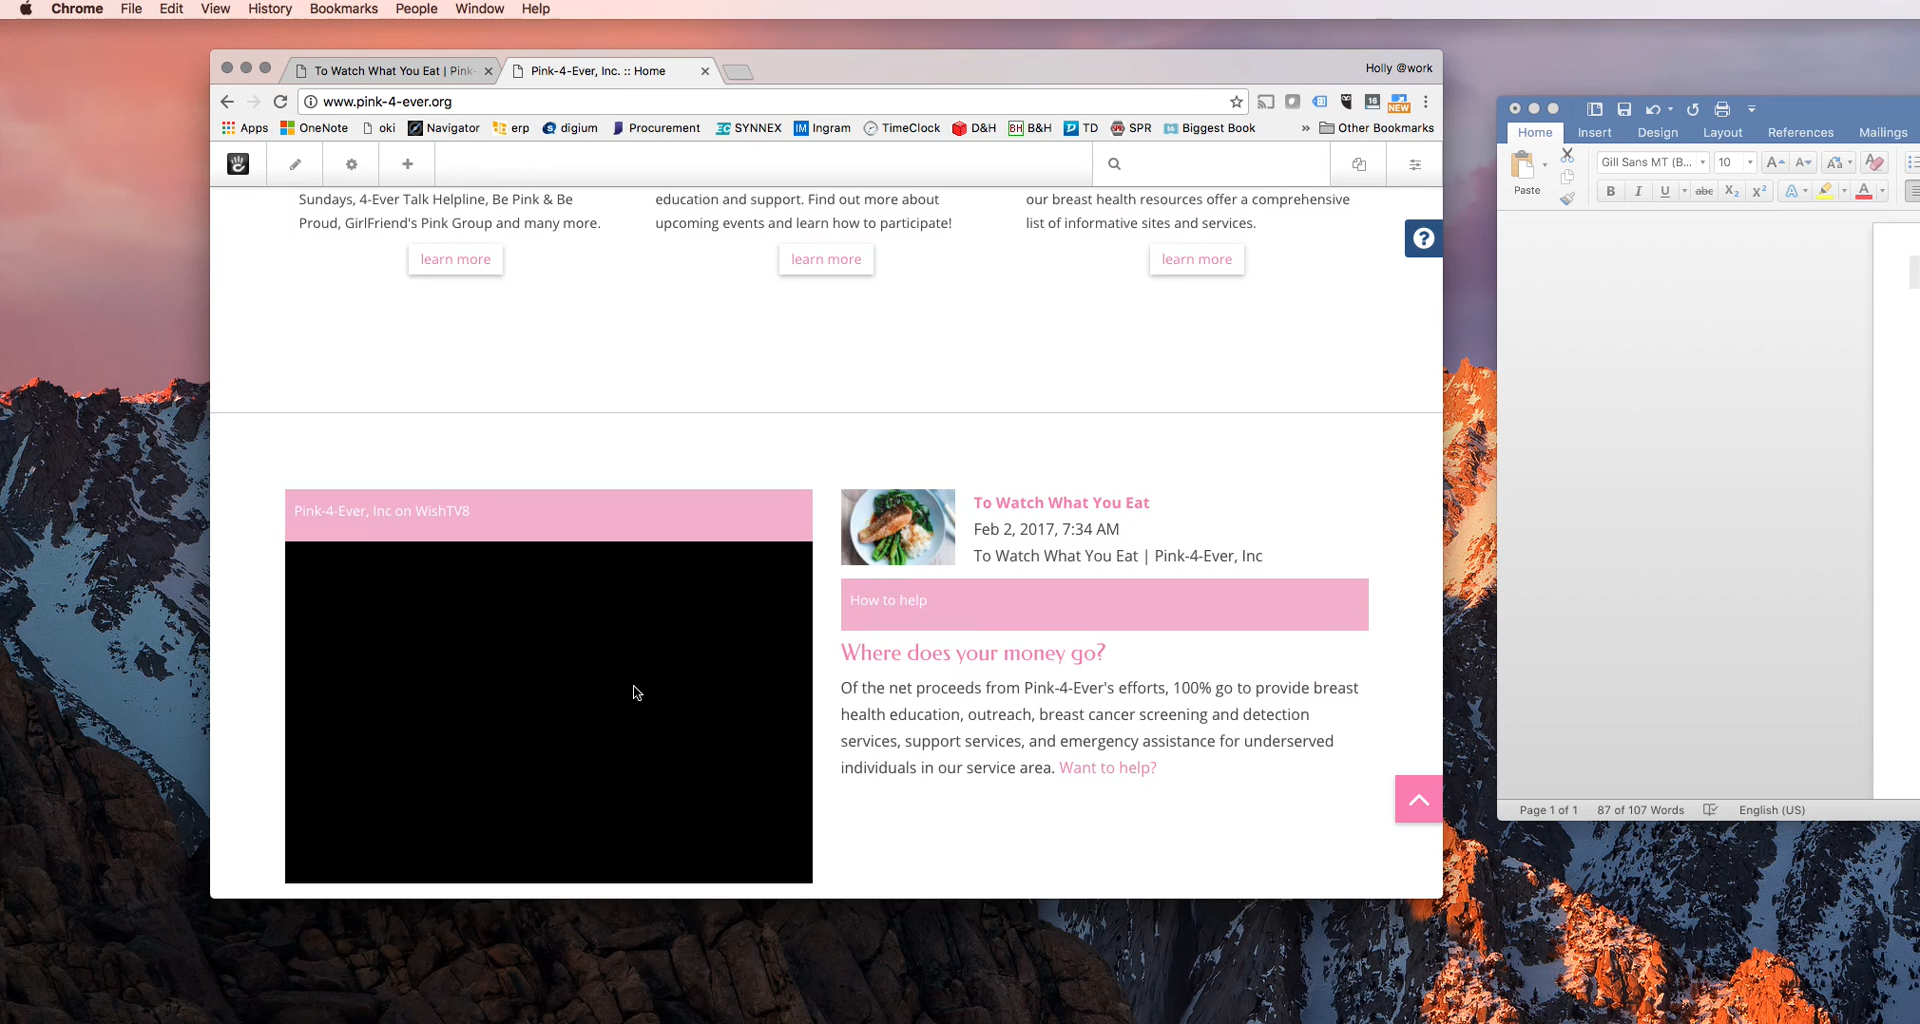 Chrome File Edit View History Bookmarks People Window Help
To Watch What You Eat | Pink-
Pink-4-Ever, Inc. :: Home
Holly @work
www.pink-4-ever.org
16
NEW
Apps OneNote oki Navigator erp digium Procurement SYNNEX Ingram TimeClock D&H B&H TD SPR Biggest Book » Other Bookmarks
Sundays, 4-Ever Talk Helpline, Be Pink & Be
Proud, GirlFriend's Pink Group and many more.
learn more
education and support. Find out more about
upcoming events and learn how to participate!
learn more
our breast health resources offer a comprehensive
list of informative sites and services.
learn more
Pink-4-Ever, Inc on WishTV8
To Watch What You Eat
Feb 2, 2017, 7:34 AM
To Watch What You Eat | Pink-4-Ever, Inc
How to help
Where does your money go?
Of the net proceeds from Pink-4-Ever's efforts, 100% go to provide breast
health education, outreach, breast cancer screening and detection
services, support services, and emergency assistance for underserved
individuals in our service area. Want to help?
Home Insert Design Layout References Mailings
Paste
Gill Sans MT (B... 10
B I U abc X2 X2 A A
Page 1 of 1 87 of 107 Words English (US)